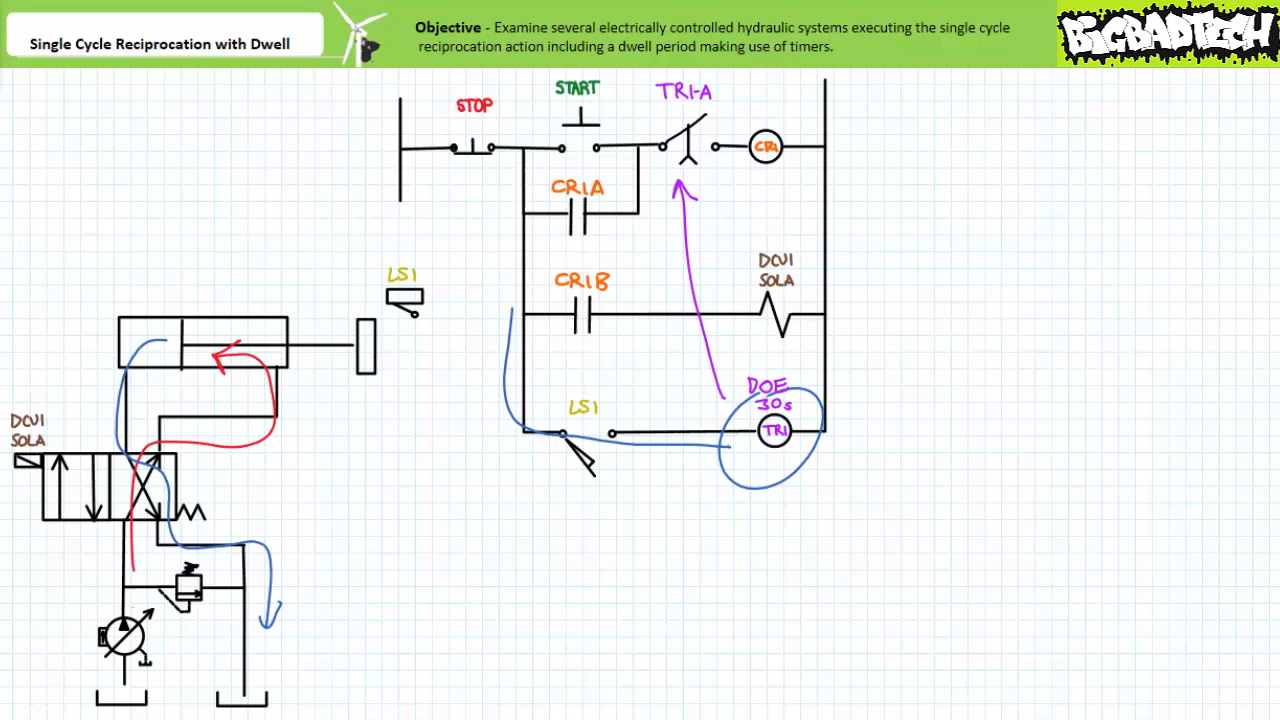 Single Cycle Reciprocation with Dwell
Objective - Examine several electrically controlled hydraulic systems executing the single cycle
reciprocation action including a dwell period making use of timers.
BIGBADTECH
STOP
START
TR1-A
CR1
CR1A
LS1
CR1B
DCV1
SOLA
LS1
DOE
30s
TR1
DCV1
SOLA